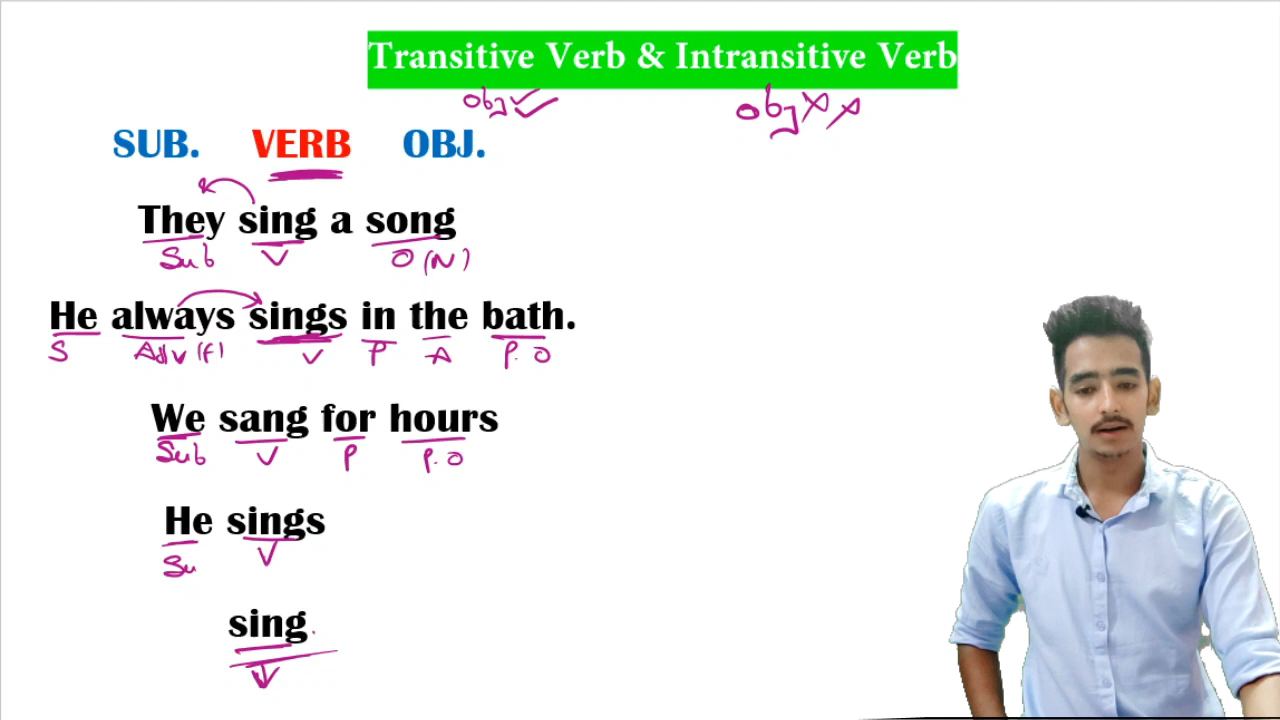 Transitive Verb & Intransitive Verb
Obj ✓✓ Obj x x
SUB. VERB OBJ.
They sing a song
Sub V O (N)
He always sings in the bath.
S Adv (F) V P A P.O
We sang for hours
Sub V P P.O
He sings
Su V
sing
V